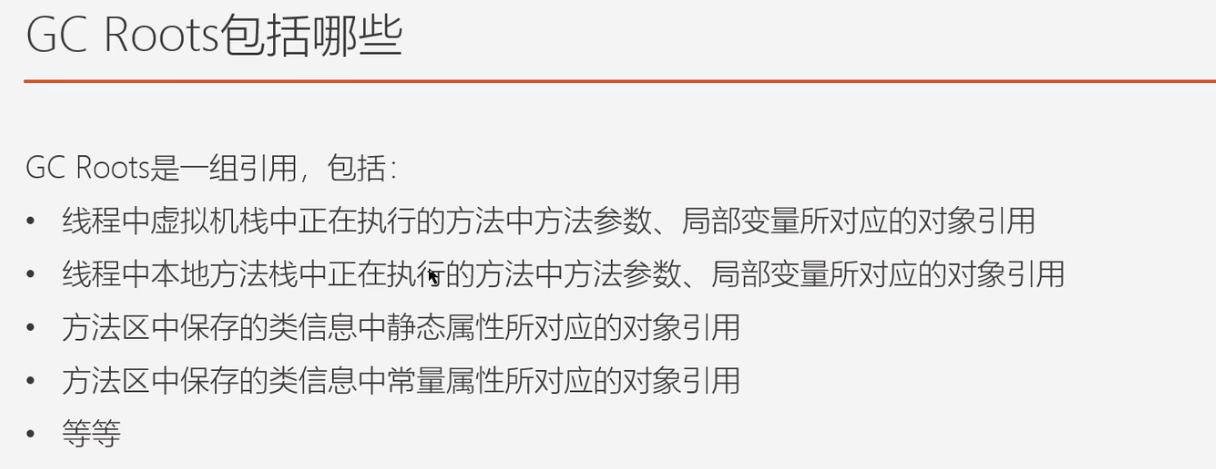 GC Roots包括哪些
GC Roots是一组引用，包括：
• 线程中虚拟机栈中正在执行的方法中方法参数、局部变量所对应的对象引用
• 线程中本地方法栈中正在执行的方法中方法参数、局部变量所对应的对象引用
• 方法区中保存的类信息中静态属性所对应的对象引用
• 方法区中保存的类信息中常量属性所对应的对象引用
• 等等